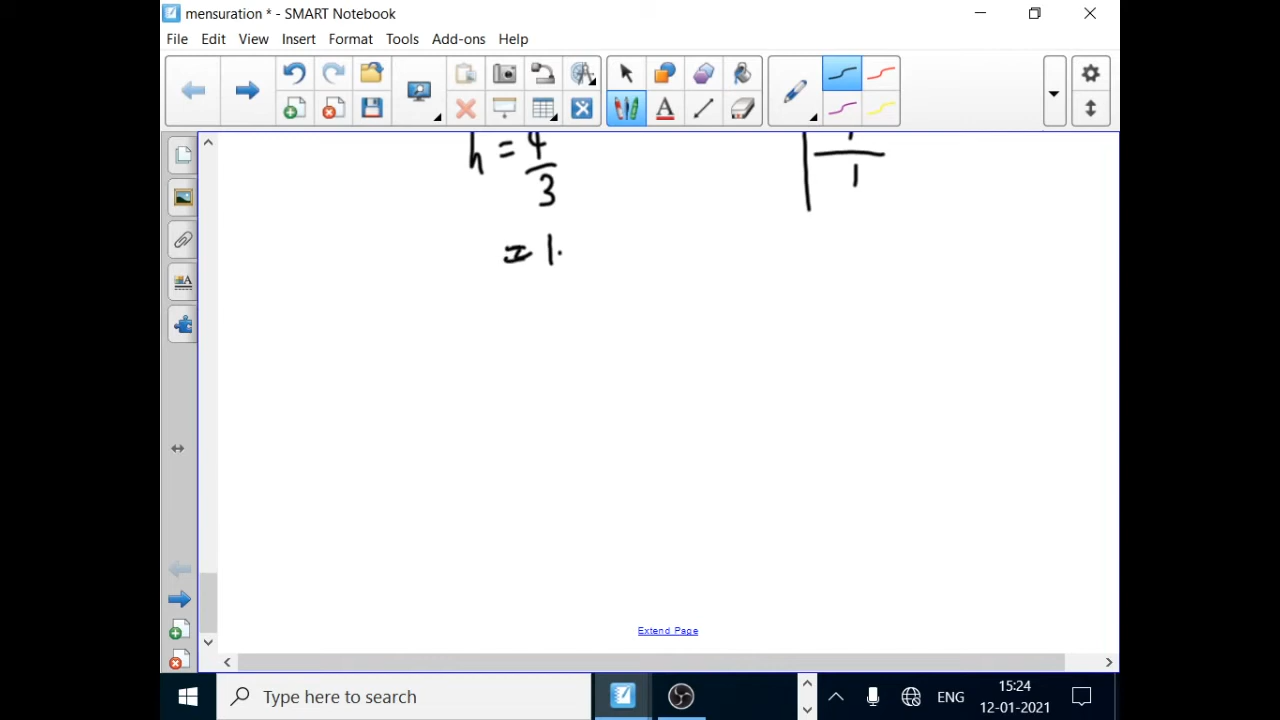 mensuration * - SMART Notebook
File Edit View Insert Format Tools Add-ons Help
h = 4
3
1
= 1.
Extend Page
Type here to search
ENG
15:24
12-01-2021